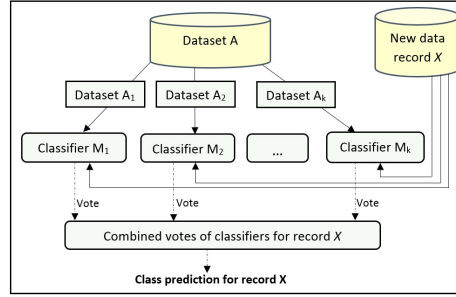 Dataset A
New data
record X
Dataset A1
Dataset A2
Dataset Ak
Classifier M1
Classifier M2
...
Classifier Mk
Vote
Vote
Vote
Combined votes of classifiers for record X
Class prediction for record X